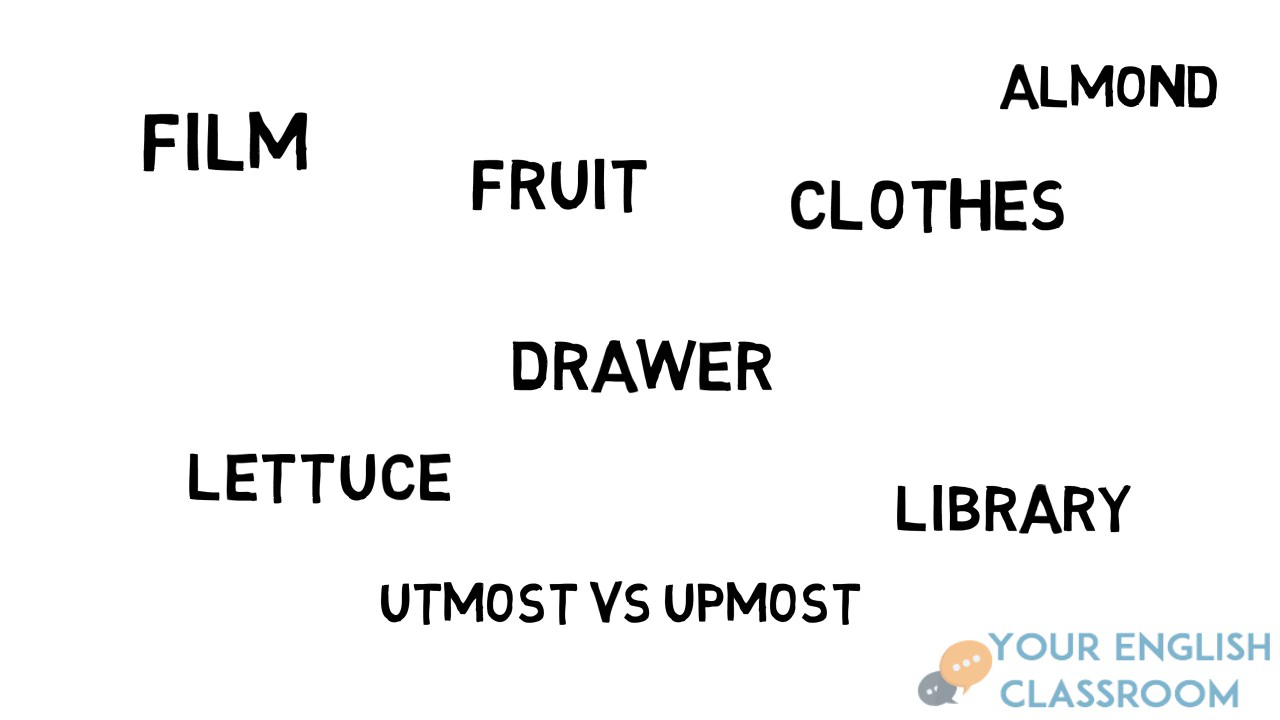 ALMOND
FILM
FRUIT
CLOTHES
DRAWER
LETTUCE
LIBRARY
UTMOST VS UPMOST
YOUR ENGLISH
CLASSROOM